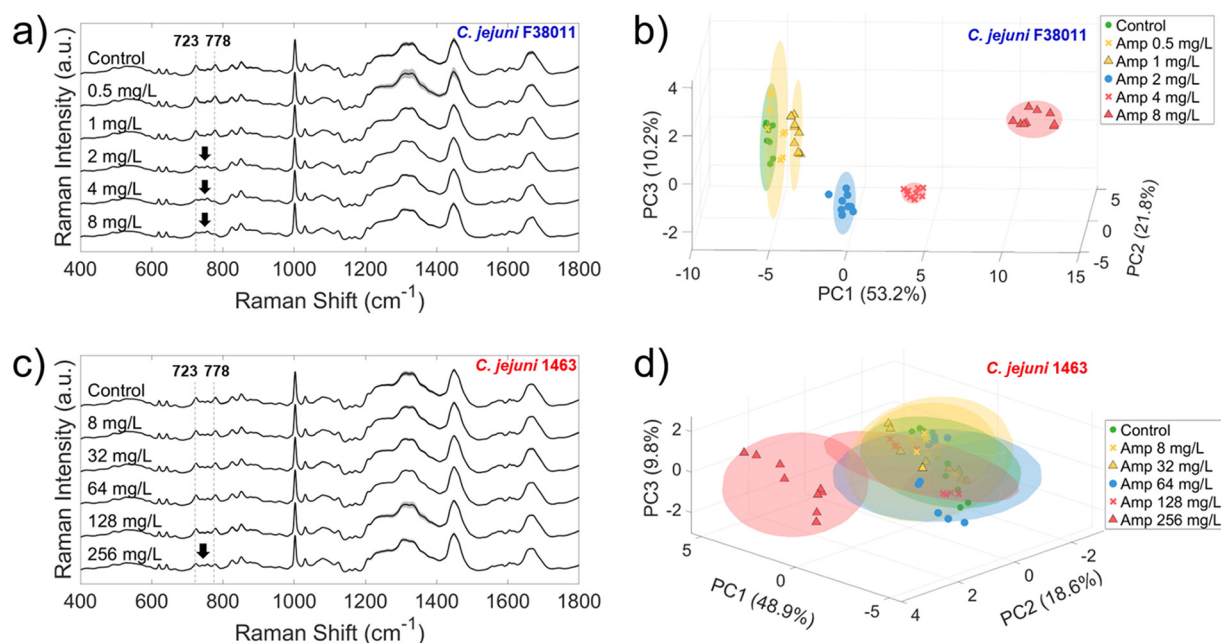 a)
C. jejuni F38011
723 778
Control
0.5 mg/L
1 mg/L
2 mg/L
4 mg/L
8 mg/L
Raman Intensity (a.u.)
400 600 800 1000 1200 1400 1600 1800
Raman Shift (cm-1)
b)
C. jejuni F38011
Control
Amp 0.5 mg/L
Amp 1 mg/L
Amp 2 mg/L
Amp 4 mg/L
Amp 8 mg/L
PC3 (10.2%)
4
2
0
-2
-10 -5 0 5 10 15
PC1 (53.2%)
5
0
-5
PC2 (21.8%)
c)
C. jejuni 1463
723 778
Control
8 mg/L
32 mg/L
64 mg/L
128 mg/L
256 mg/L
Raman Intensity (a.u.)
400 600 800 1000 1200 1400 1600 1800
Raman Shift (cm-1)
d)
C. jejuni 1463
Control
Amp 8 mg/L
Amp 32 mg/L
Amp 64 mg/L
Amp 128 mg/L
Amp 256 mg/L
PC3 (9.8%)
2
0
-2
5 0 -5
PC1 (48.9%)
4 2 0 -2
PC2 (18.6%)